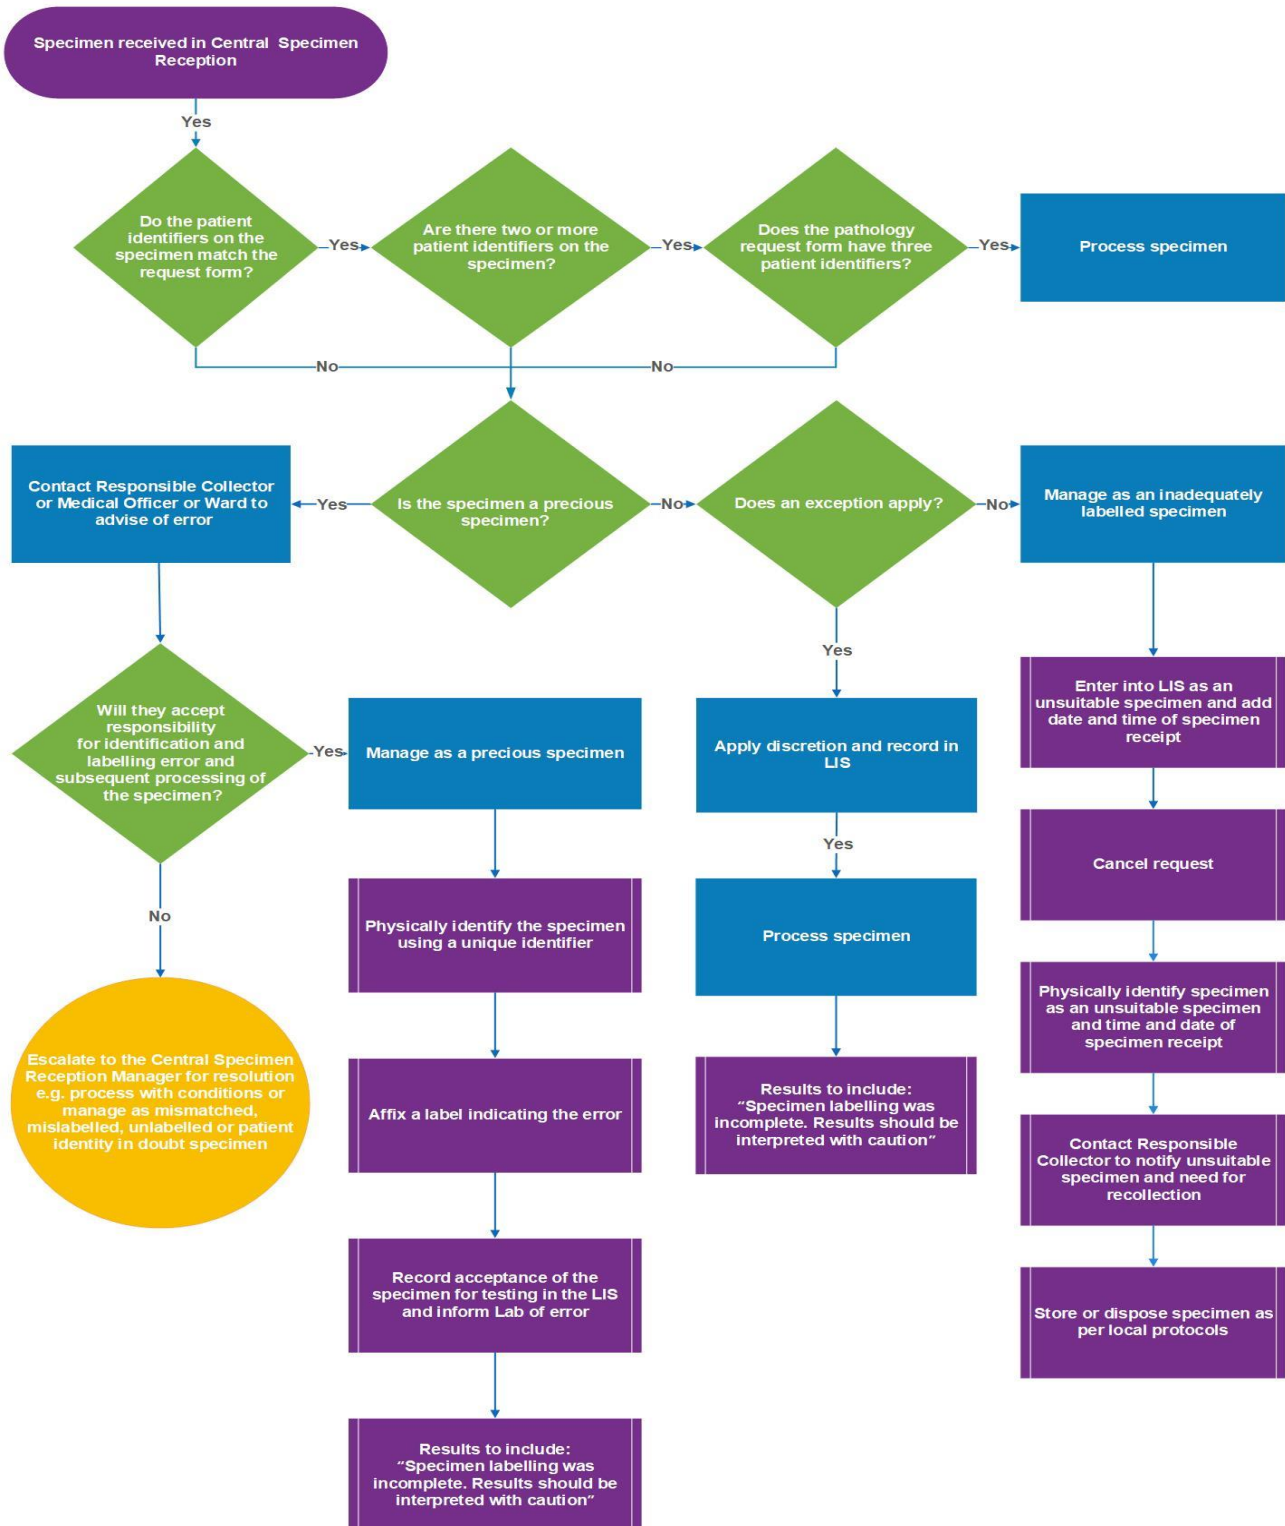 Specimen received in Central Specimen
Reception
Yes
Do the patient
identifiers on the
specimen match the
request form?
Yes
Are there two or more
patient identifiers on the
specimen?
Yes
Does the pathology
request form have three
patient identifiers?
Yes
Process specimen
No
No
Contact Responsible Collector
or Medical Officer or Ward to
advise of error
Yes
Is the specimen a precious
specimen?
No
Does an exception apply?
No
Manage as an inadequately
labelled specimen
Will they accept
responsibility
for identification and
labelling error and
subsequent processing of
the specimen?
Yes
Manage as a precious specimen
Yes
Apply discretion and record in
LIS
Enter into LIS as an
unsuitable specimen and add
date and time of specimen
receipt
No
Physically identify the specimen
using a unique identifier
Yes
Process specimen
Cancel request
Escalate to the Central Specimen
Reception Manager for resolution
e.g. process with conditions or
manage as mismatched,
mislabelled, unlabelled or patient
identity in doubt specimen
Affix a label indicating the error
Results to include:
“Specimen labelling was
incomplete. Results should be
interpreted with caution”
Physically identify specimen
as an unsuitable specimen
and time and date of
specimen receipt
Contact Responsible
Collector to notify unsuitable
specimen and need for
recollection
Record acceptance of the
specimen for testing in the LIS
and inform Lab of error
Store or dispose specimen as
per local protocols
Results to include:
“Specimen labelling was
incomplete. Results should be
interpreted with caution”